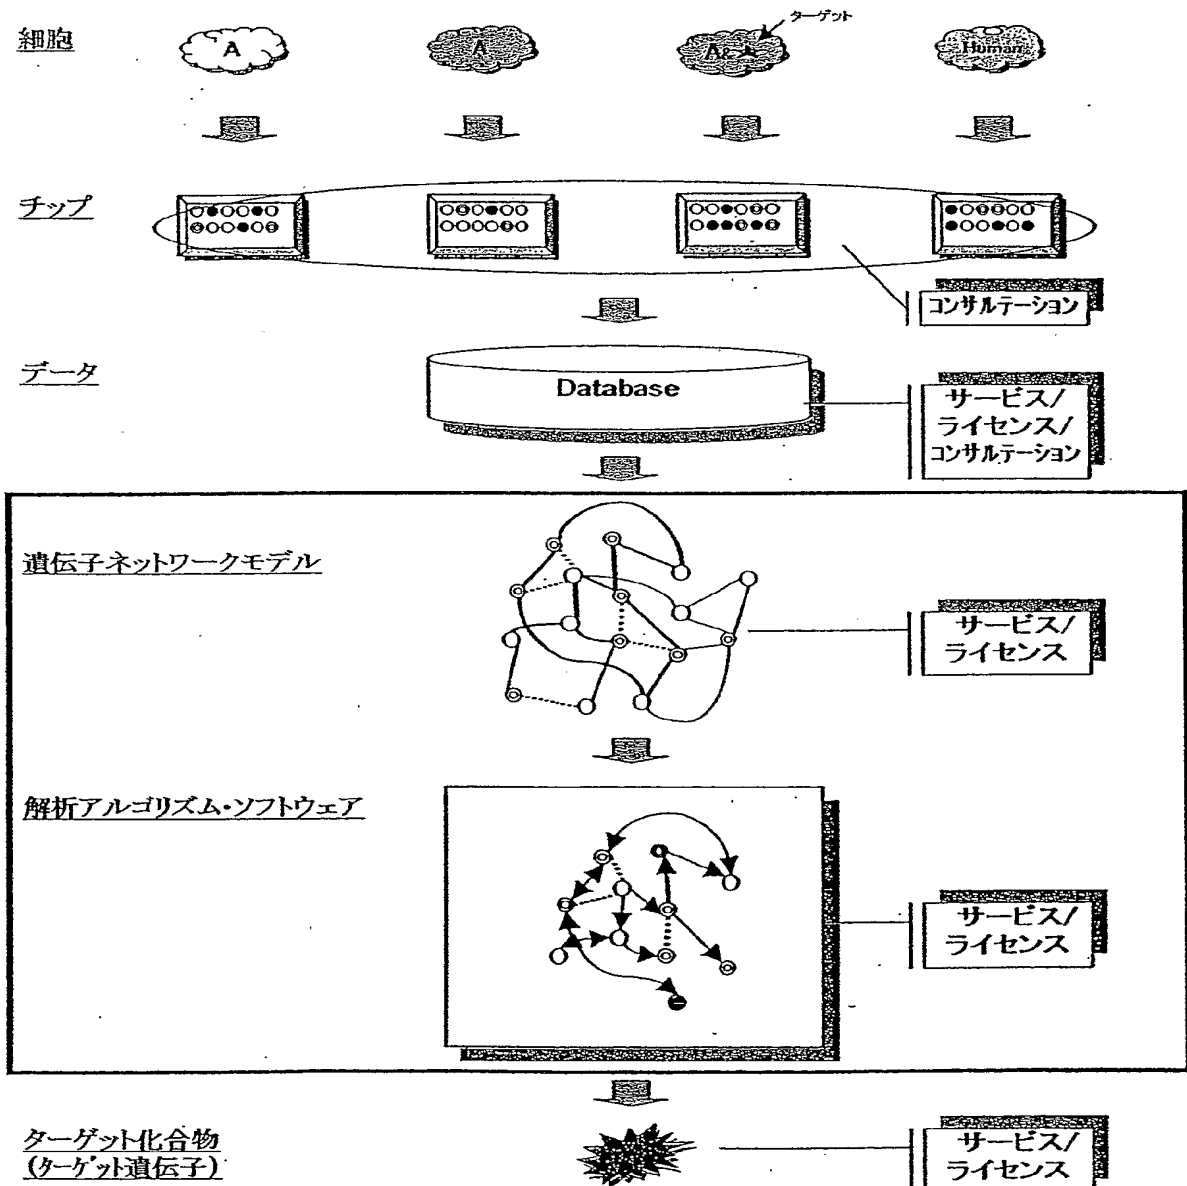 細胞
A
A
ターゲット
A&
Human
チップ
コンサルテーション
データ
Database
サービス/
ライセンス/
コンサルテーション
遺伝子ネットワークモデル
サービス/
ライセンス
解析アルゴリズム・ソフトウェア
サービス/
ライセンス
ターゲット化合物
(ターゲット遺伝子)
サービス/
ライセンス